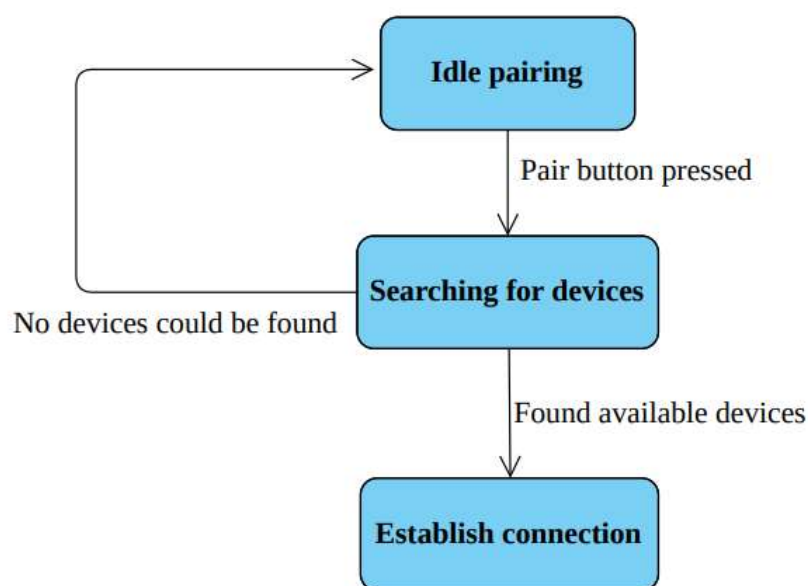 Idle pairing
Pair button pressed
Searching for devices
No devices could be found
Found available devices
Establish connection